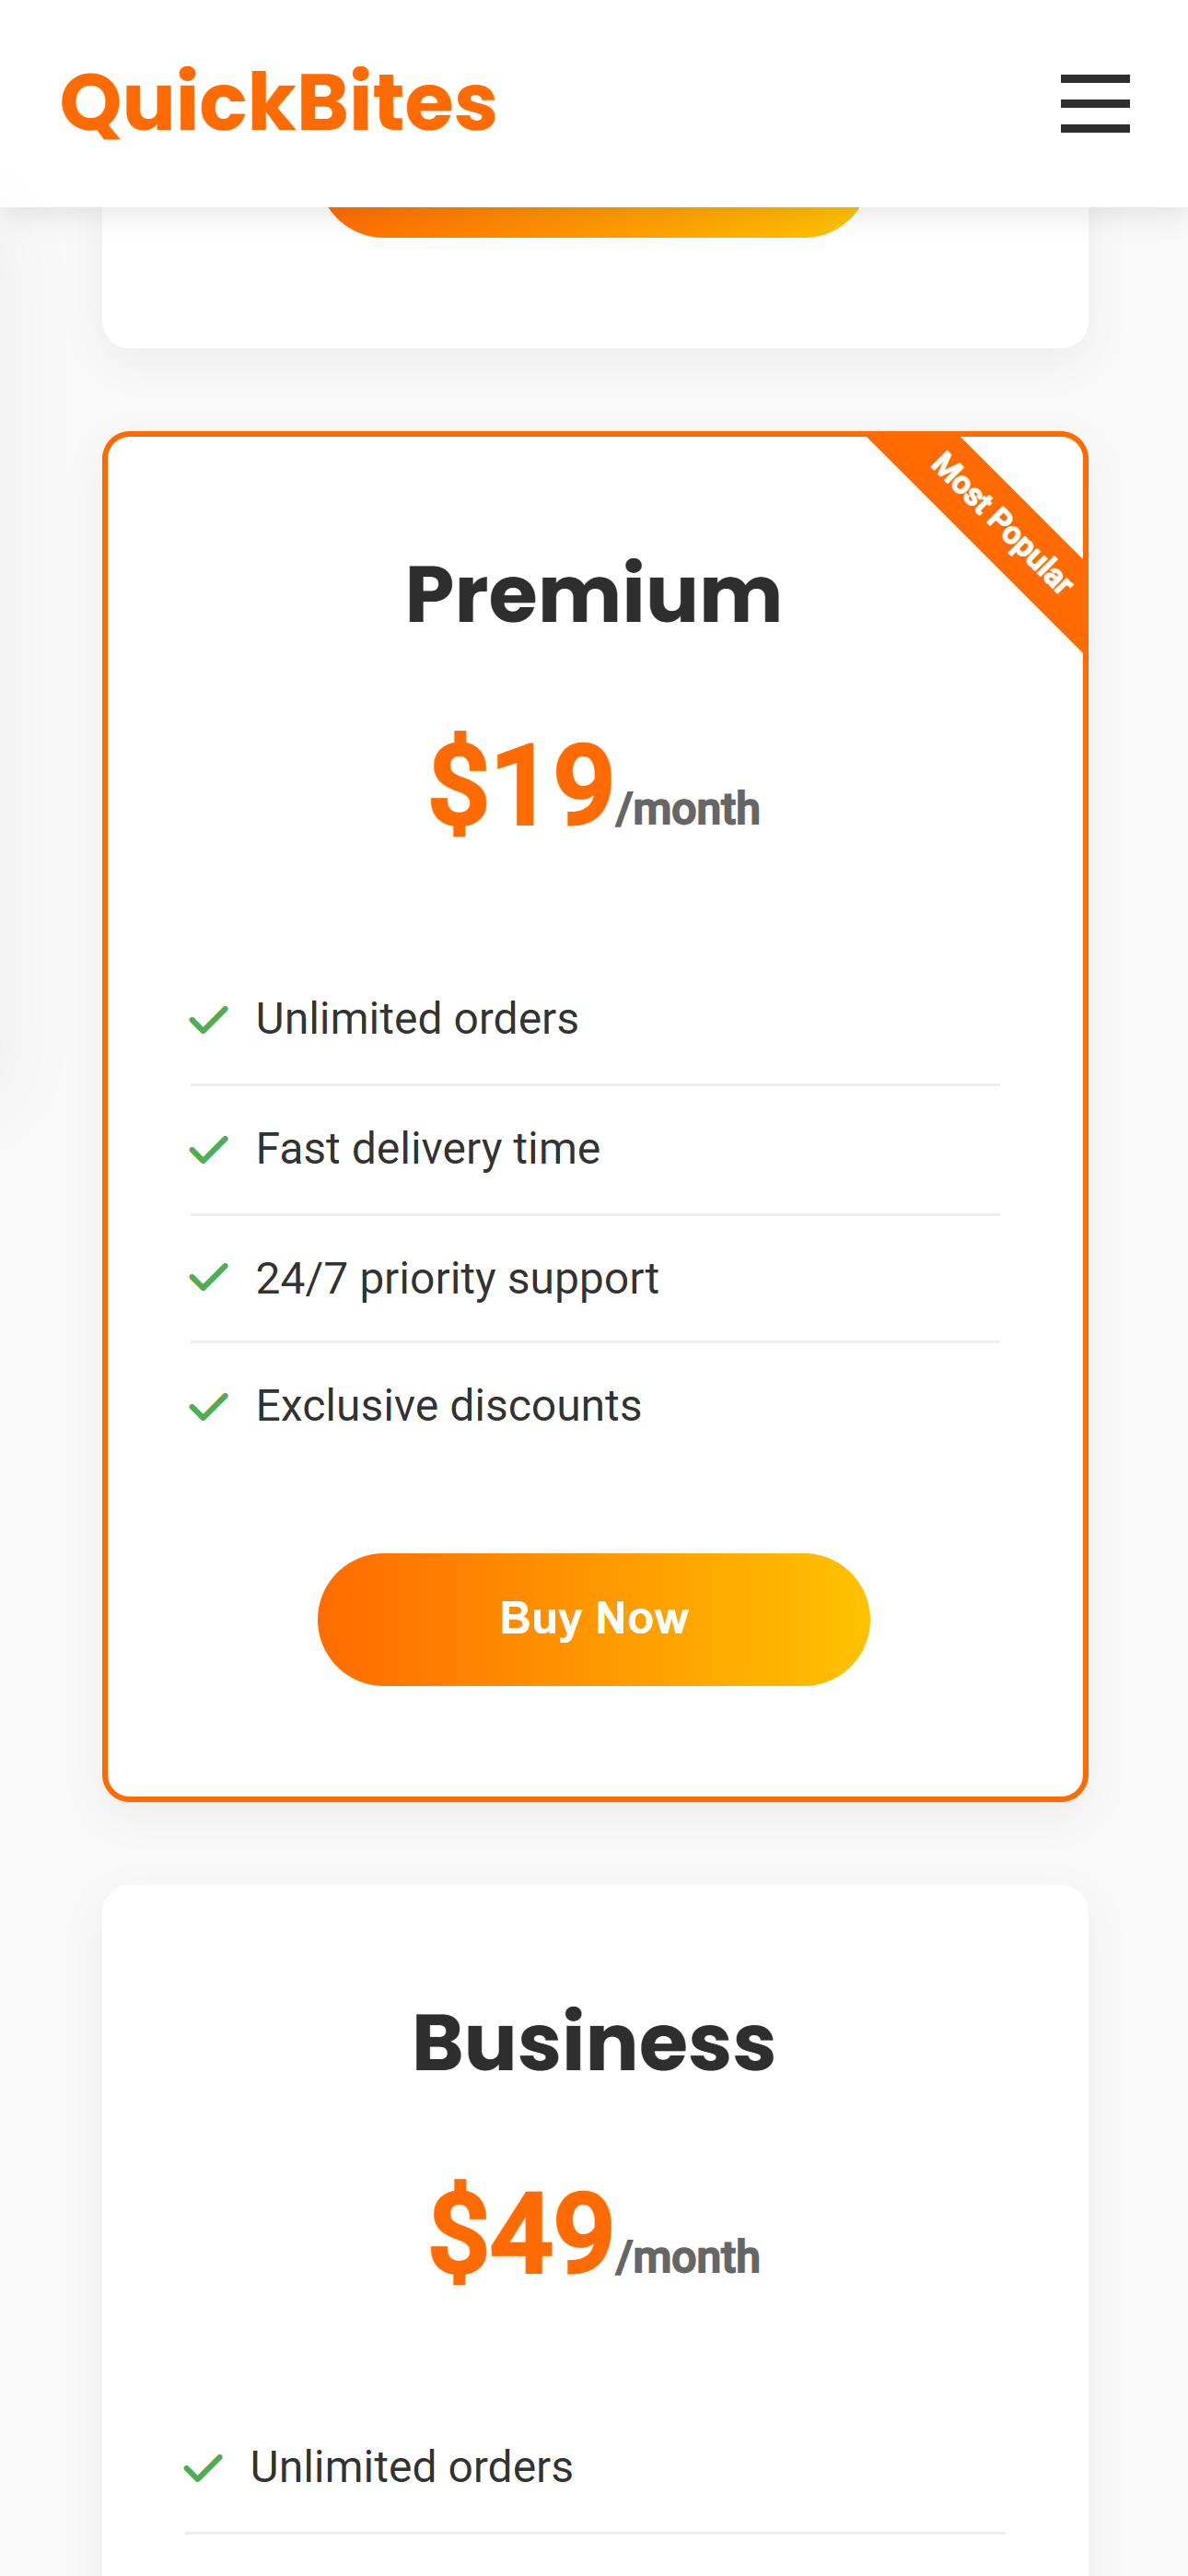 QuickBites
Most Popular
Premium
$19/month
Unlimited orders
Fast delivery time
24/7 priority support
Exclusive discounts
Buy Now
Business
$49/month
Unlimited orders